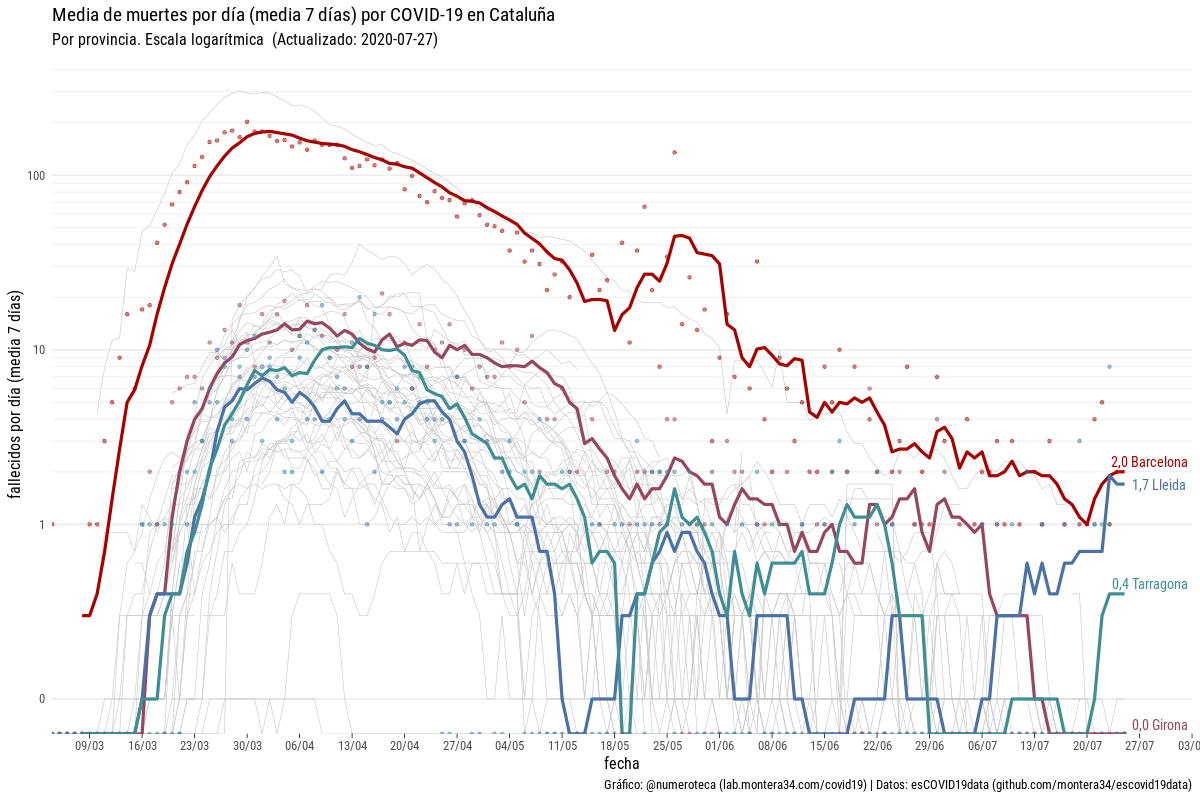 Media de muertes por día (media 7 días) por COVID-19 en Cataluña
Por provincia. Escala logarítmica (Actualizado: 2020-07-27)
fallecidos por día (media 7 días)
100
10
1
0
2,0 Barcelona
1,7 Lleida
0,4 Tarragona
0,0 Girona
09/03 16/03 23/03 30/03 06/04 13/04 20/04 27/04 04/05 11/05 18/05 25/05 01/06 08/06 15/06 22/06 29/06 06/07 13/07 20/07 27/07 03/0
fecha
Gráfico: @numeroteca (lab.montera34.com/covid19) | Datos: esCOVID19data (github.com/montera34/escovid19data)